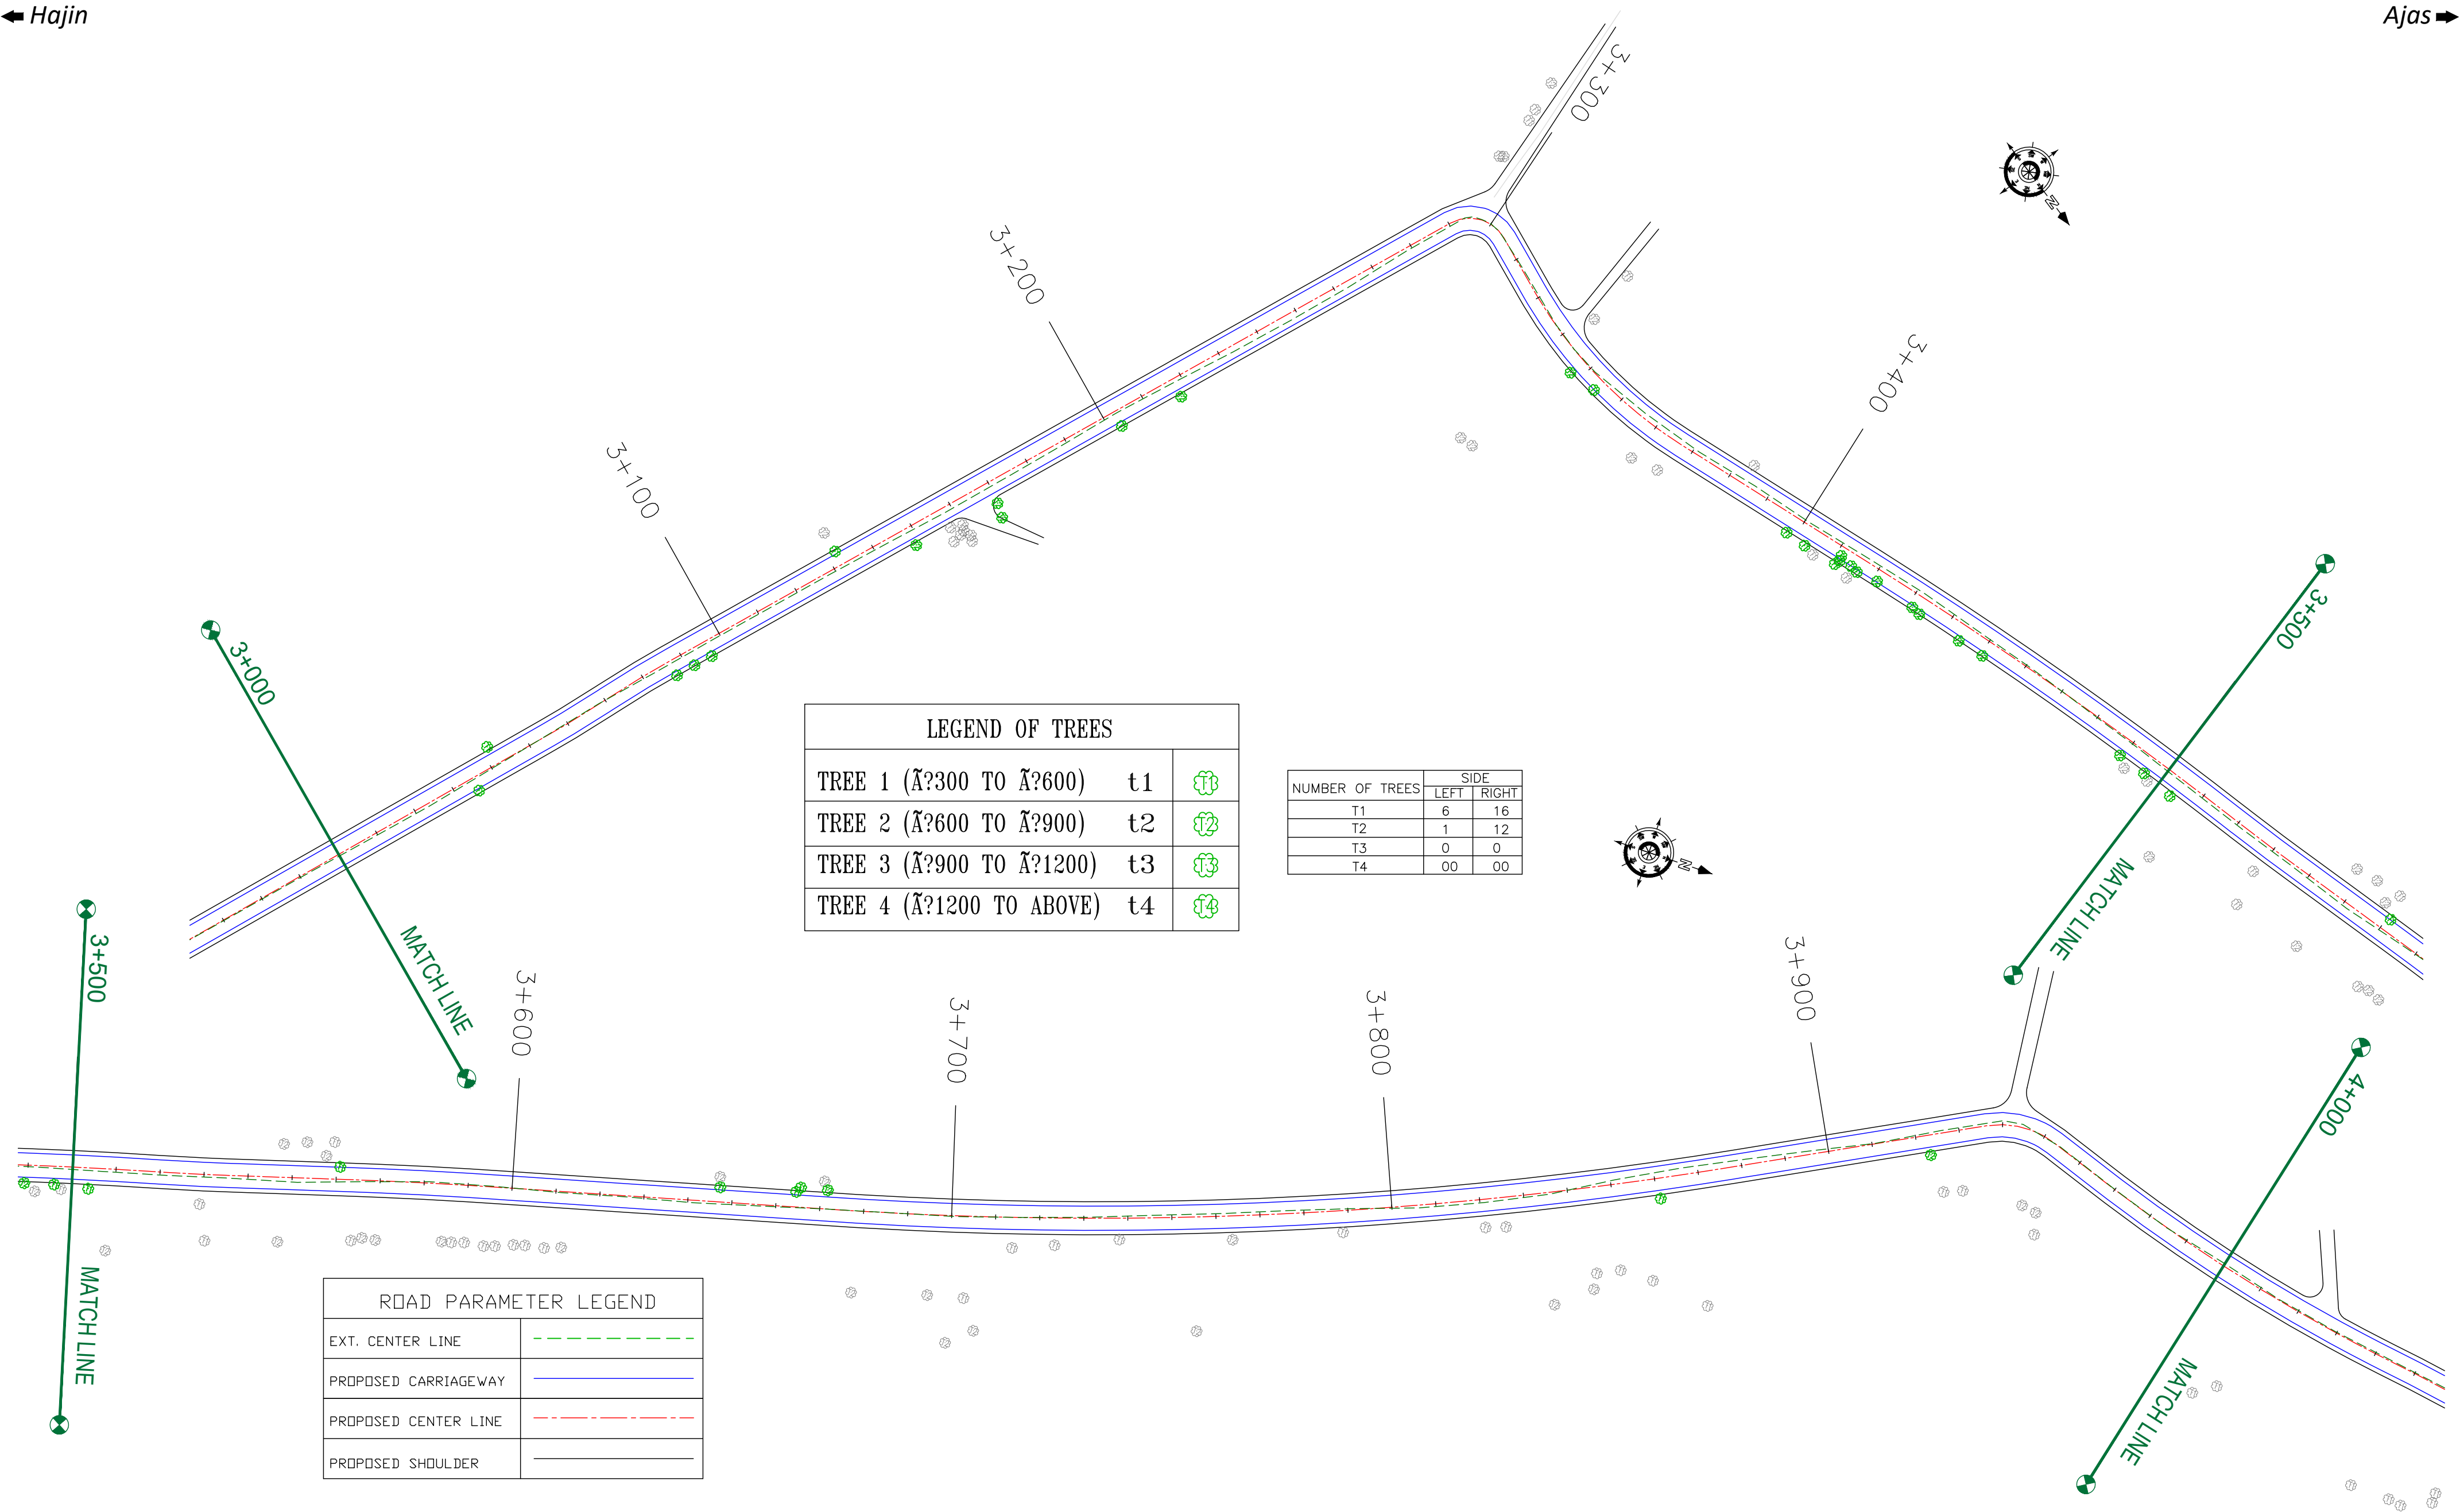 Hajin
Ajas
3+300
N
3+200
3+400
3+100
3+500
3+000
MATCH LINE
MATCH LINE
LEGEND OF TREES
TREE 1 (Ã?300 TO Ã?600) t1 T1
TREE 2 (Ã?600 TO Ã?900) t2 T2
TREE 3 (Ã?900 TO Ã?1200) t3 T3
TREE 4 (Ã?1200 TO ABOVE) t4 T4
NUMBER OF TREES SIDE
LEFT RIGHT
T1 6 16
T2 1 12
T3 0 0
T4 00 00
N
3+500
3+600
3+700
3+800
3+900
4+000
MATCH LINE
MATCH LINE
ROAD PARAMETER LEGEND
EXT. CENTER LINE
PROPOSED CARRIAGEWAY
PROPOSED CENTER LINE
PROPOSED SHOULDER